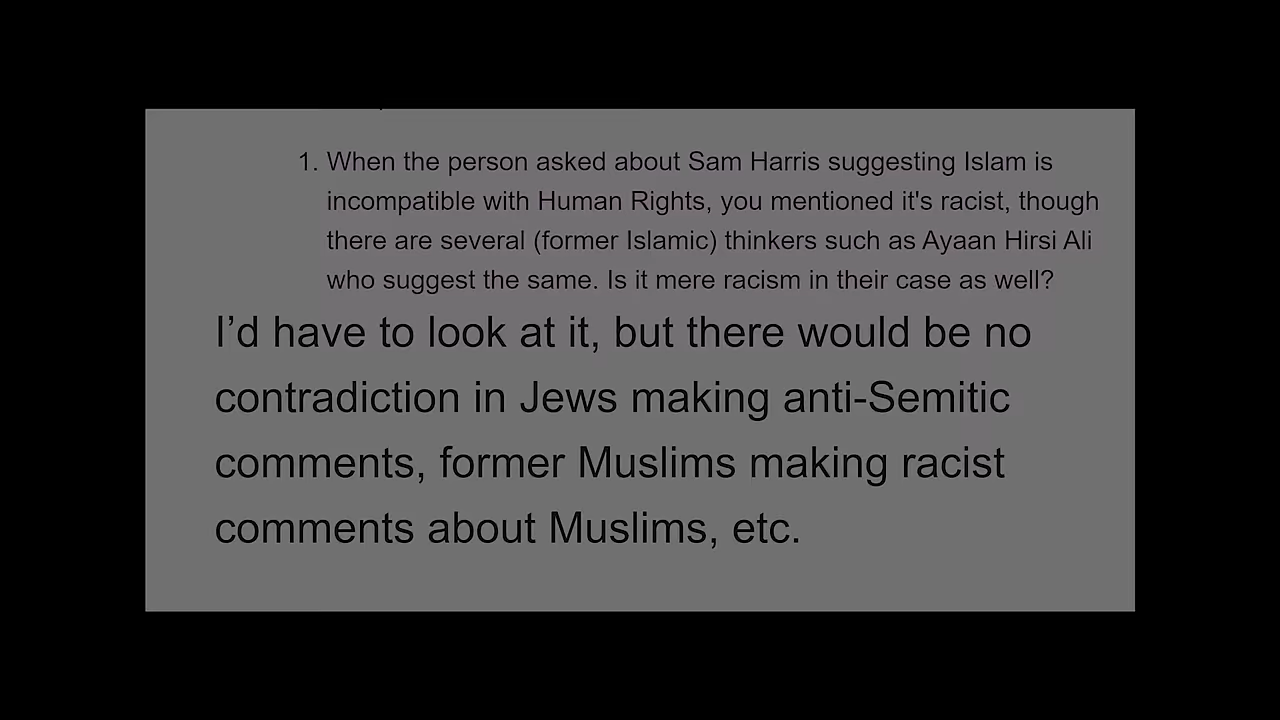 1. When the person asked about Sam Harris suggesting Islam is
incompatible with Human Rights, you mentioned it's racist, though
there are several (former Islamic) thinkers such as Ayaan Hirsi Ali
who suggest the same. Is it mere racism in their case as well?
I’d have to look at it, but there would be no
contradiction in Jews making anti-Semitic
comments, former Muslims making racist
comments about Muslims, etc.